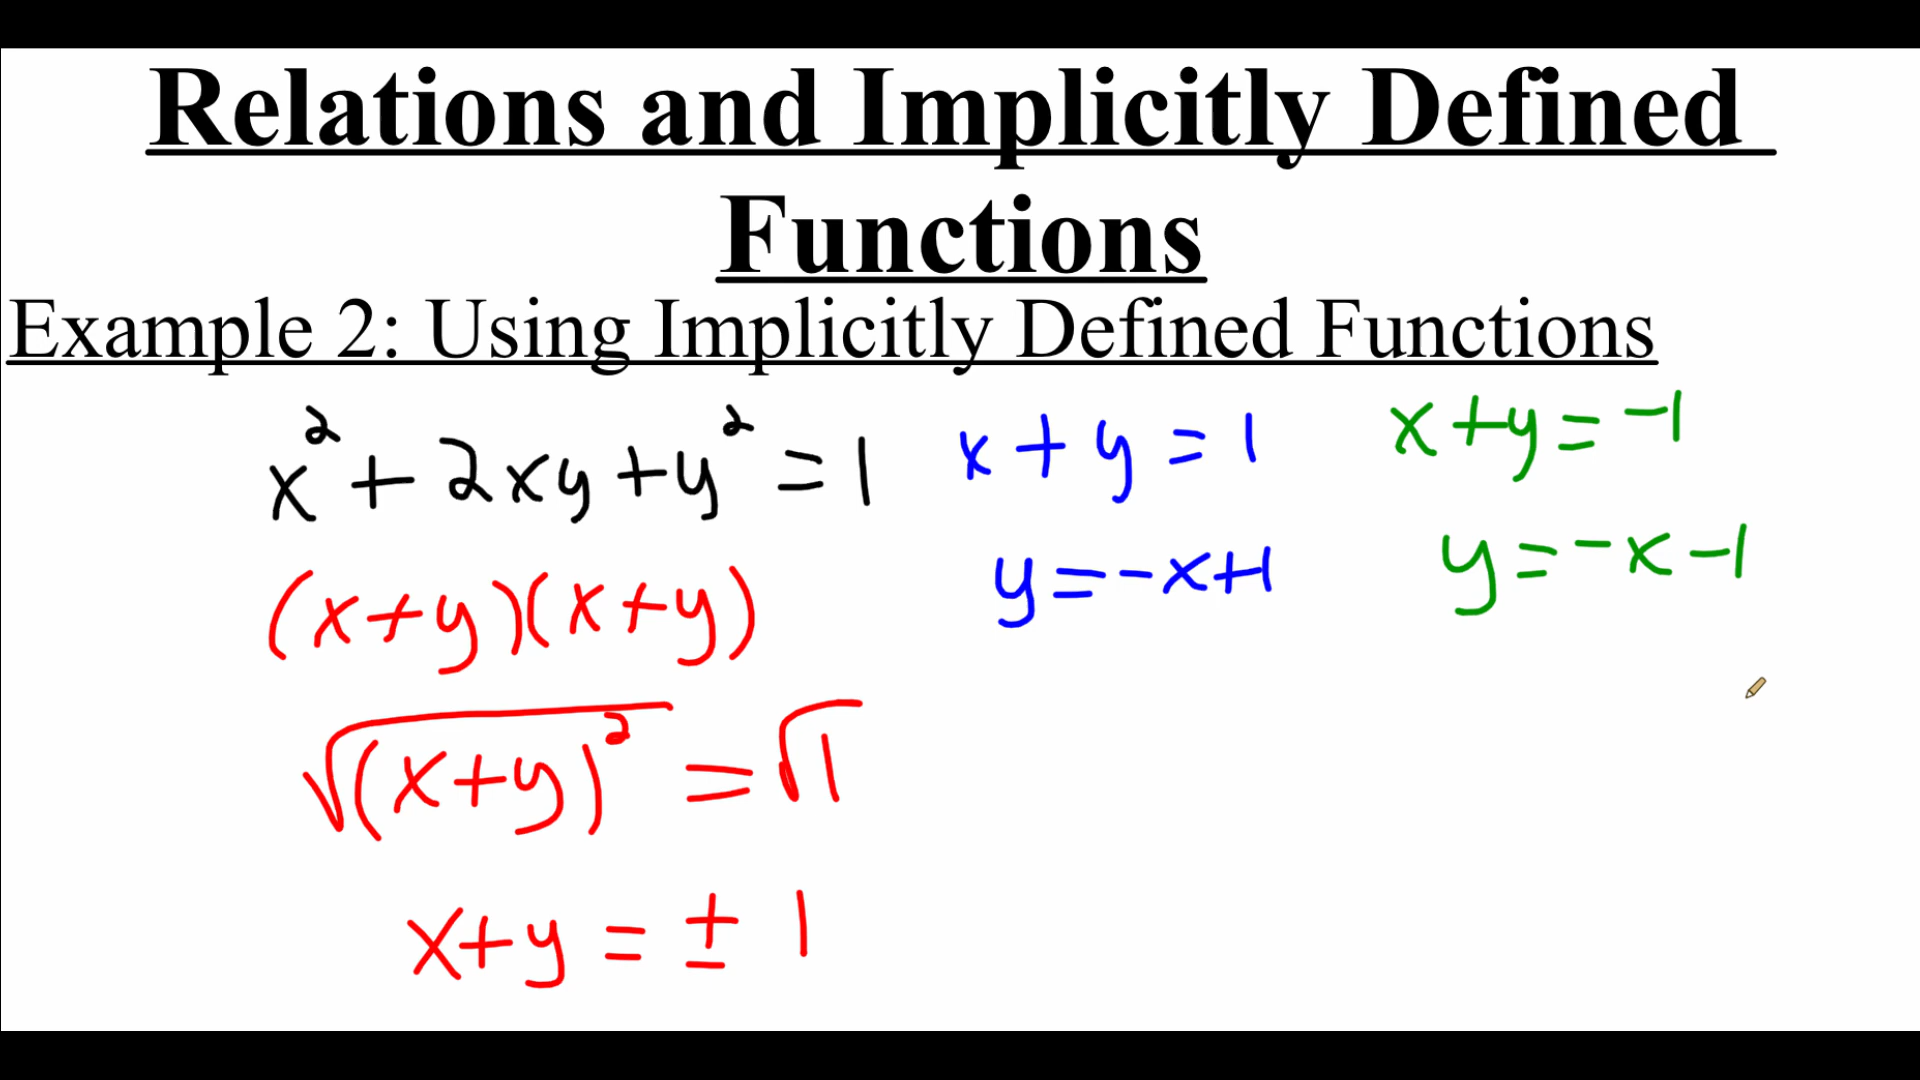 Relations and Implicitly Defined
Functions
Example 2: Using Implicitly Defined Functions
x² + 2xy + y² = 1
(x+y)(x+y)
√(x+y)² = √1
x+y = ± 1
x + y = 1
y = -x+1
x+y = -1
y = -x-1